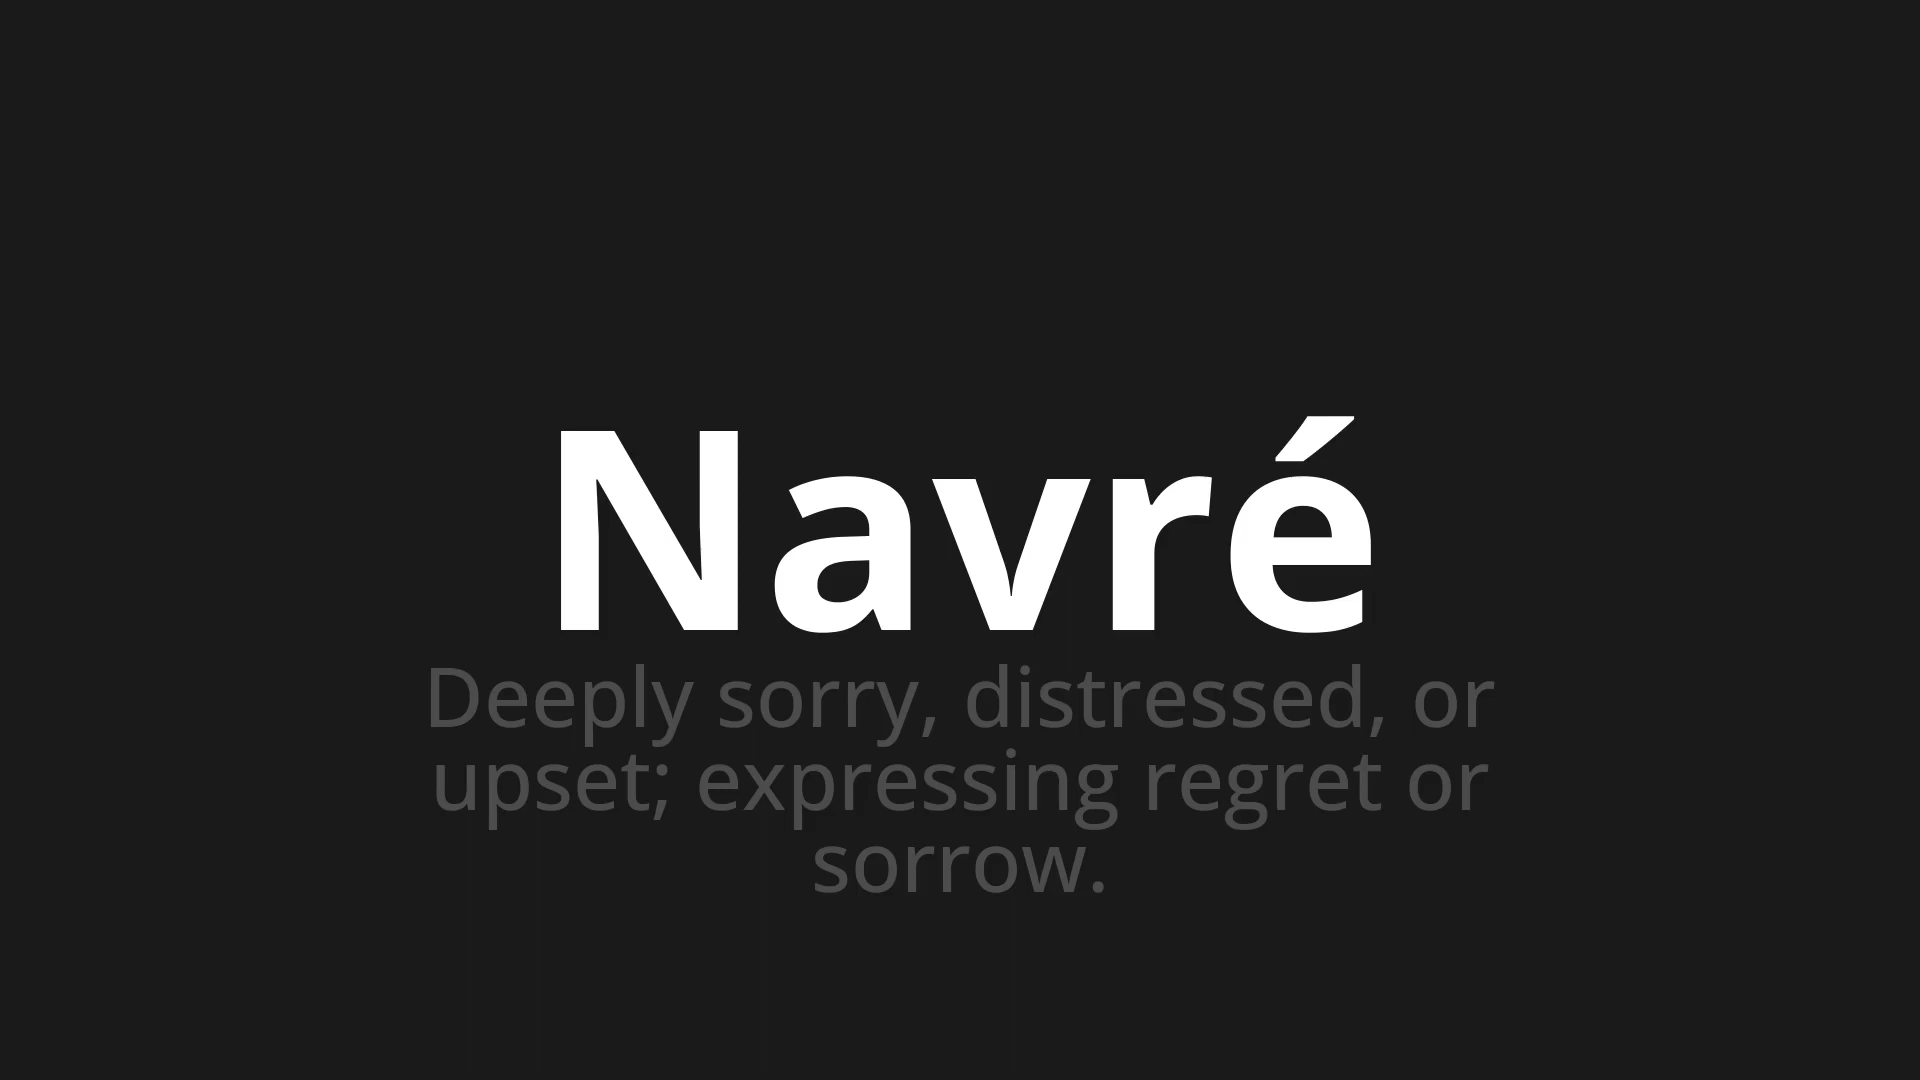 Navré
Deeply sorry, distressed, or
upset; expressing regret or
sorrow.